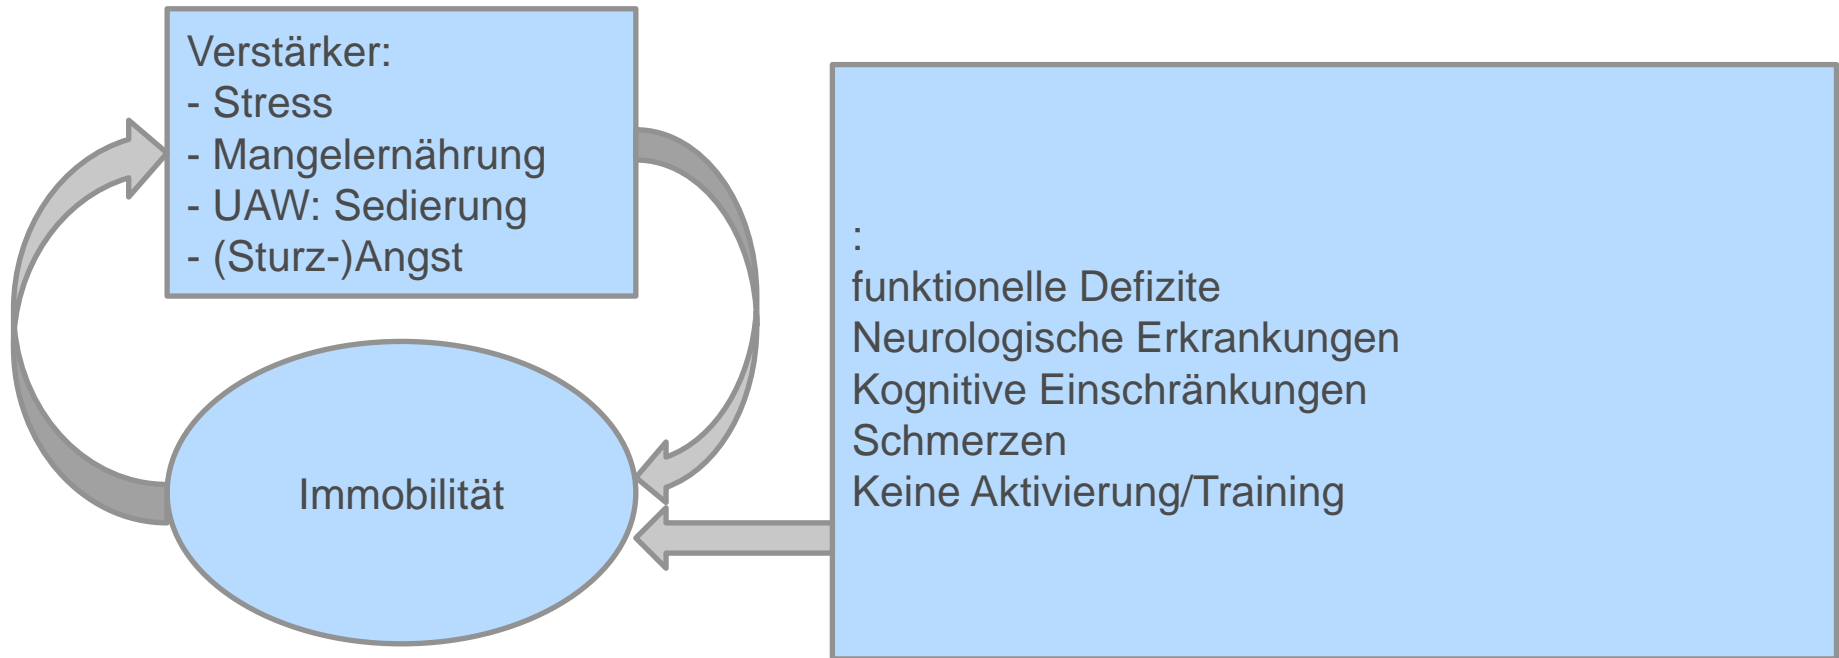 Verstärker:
- Stress
- Mangelernährung
- UAW: Sedierung
- (Sturz-)Angst
Immobilität
:
funktionelle Defizite
Neurologische Erkrankungen
Kognitive Einschränkungen
Schmerzen
Keine Aktivierung/Training